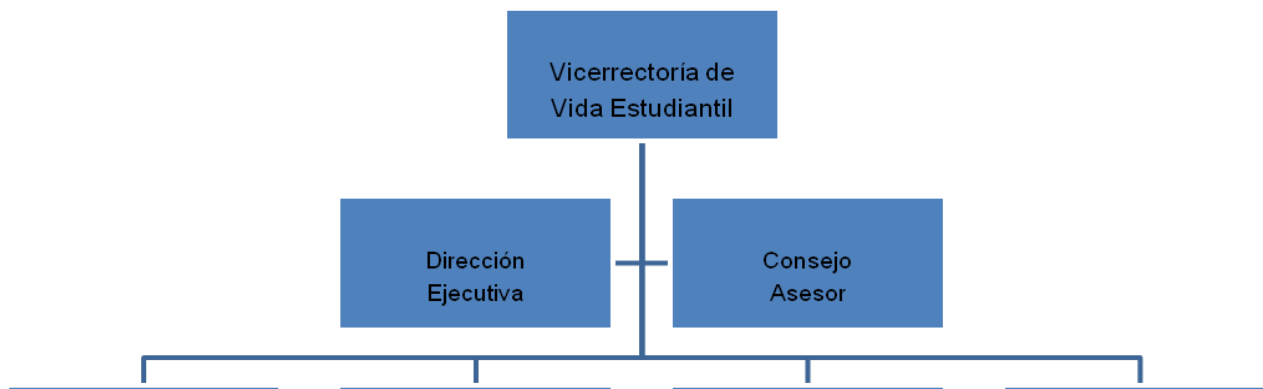 Vicerrectoría de
Vida Estudiantil
Dirección
Ejecutiva
Consejo
Asesor